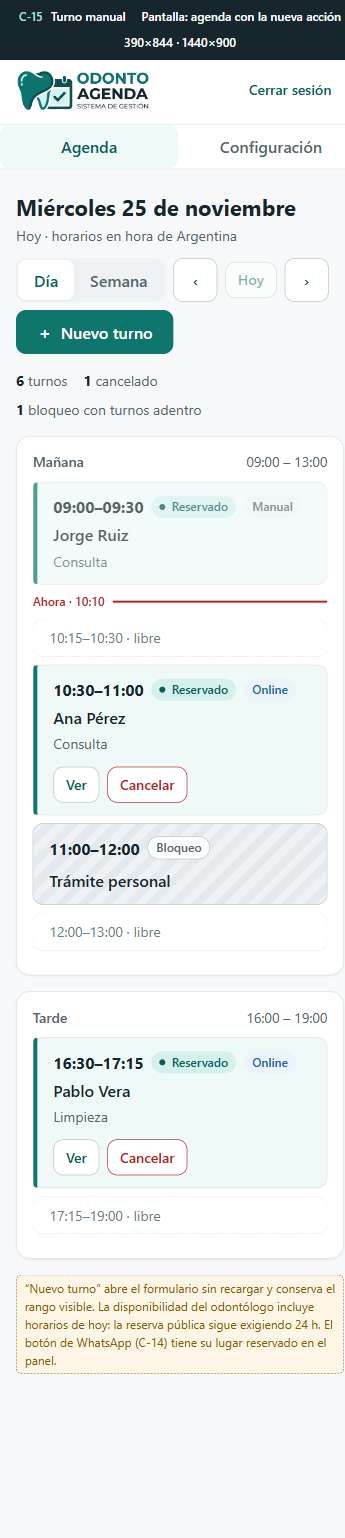 C-15 Turno manual Pantalla: agenda con la nueva acción
390×844 · 1440×900
ODONTO
AGENDA
SISTEMA DE GESTIÓN
Cerrar sesión
Agenda Configuración
Miércoles 25 de noviembre
Hoy · horarios en hora de Argentina
Día Semana ‹ Hoy ›
+ Nuevo turno
6 turnos 1 cancelado
1 bloqueo con turnos adentro
Mañana 09:00 – 13:00
09:00–09:30 Reservado Manual
Jorge Ruiz
Consulta
Ahora · 10:10
10:15–10:30 · libre
10:30–11:00 Reservado Online
Ana Pérez
Consulta
Ver Cancelar
11:00–12:00 Bloqueo
Trámite personal
12:00–13:00 · libre
Tarde 16:00 – 19:00
16:30–17:15 Reservado Online
Pablo Vera
Limpieza
Ver Cancelar
17:15–19:00 · libre
“Nuevo turno” abre el formulario sin recargar y conserva el
rango visible. La disponibilidad del odontólogo incluye
horarios de hoy: la reserva pública sigue exigiendo 24 h. El
botón de WhatsApp (C-14) tiene su lugar reservado en el
panel.